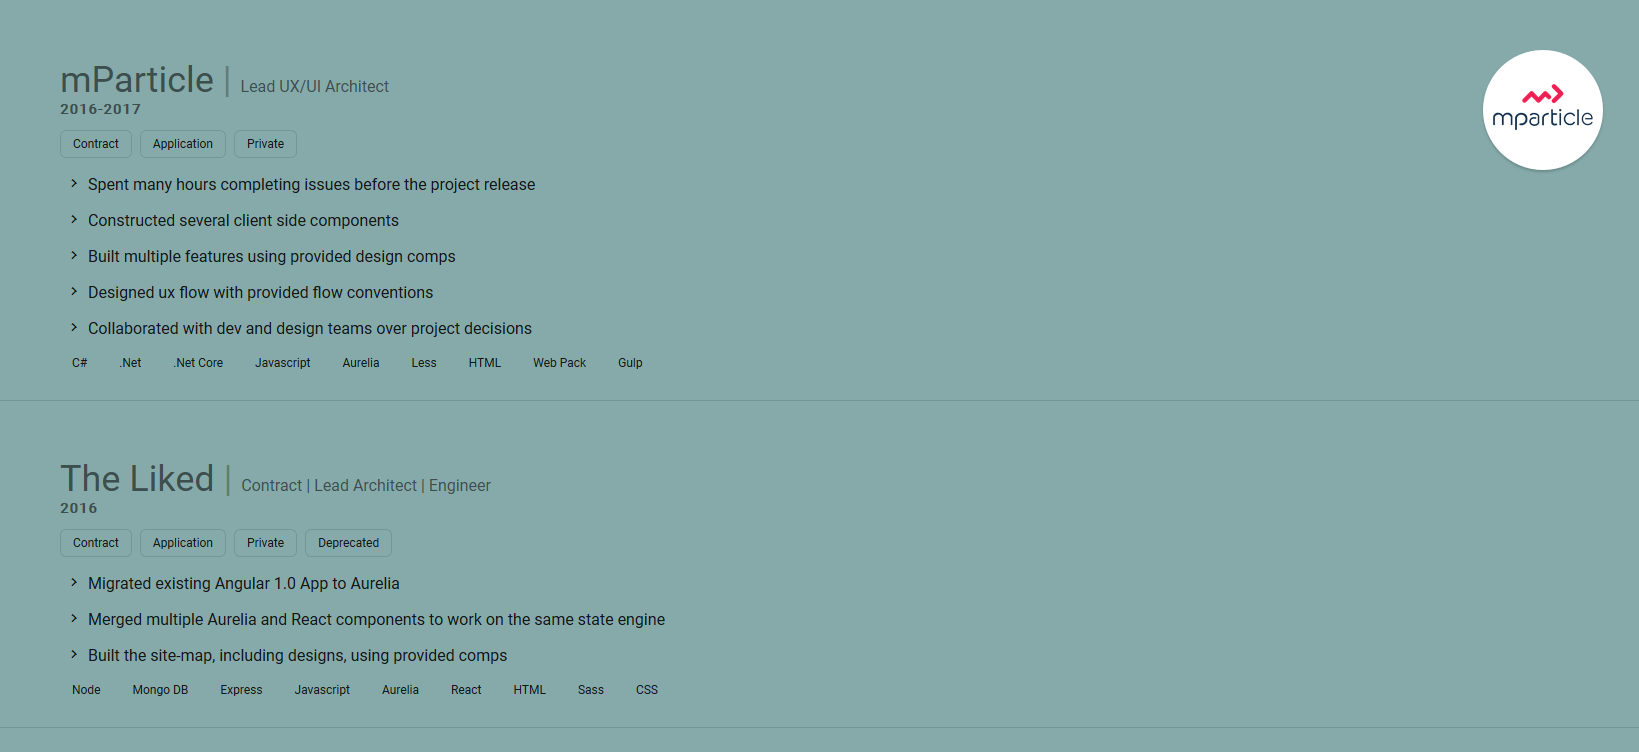 mParticle | Lead UX/UI Architect
2016-2017
Contract Application Private
Spent many hours completing issues before the project release
Constructed several client side components
Built multiple features using provided design comps
Designed ux flow with provided flow conventions
Collaborated with dev and design teams over project decisions
C# .Net .Net Core Javascript Aurelia Less HTML Web Pack Gulp
mparticle
The Liked | Contract | Lead Architect | Engineer
2016
Contract Application Private Deprecated
Migrated existing Angular 1.0 App to Aurelia
Merged multiple Aurelia and React components to work on the same state engine
Built the site-map, including designs, using provided comps
Node Mongo DB Express Javascript Aurelia React HTML Sass CSS